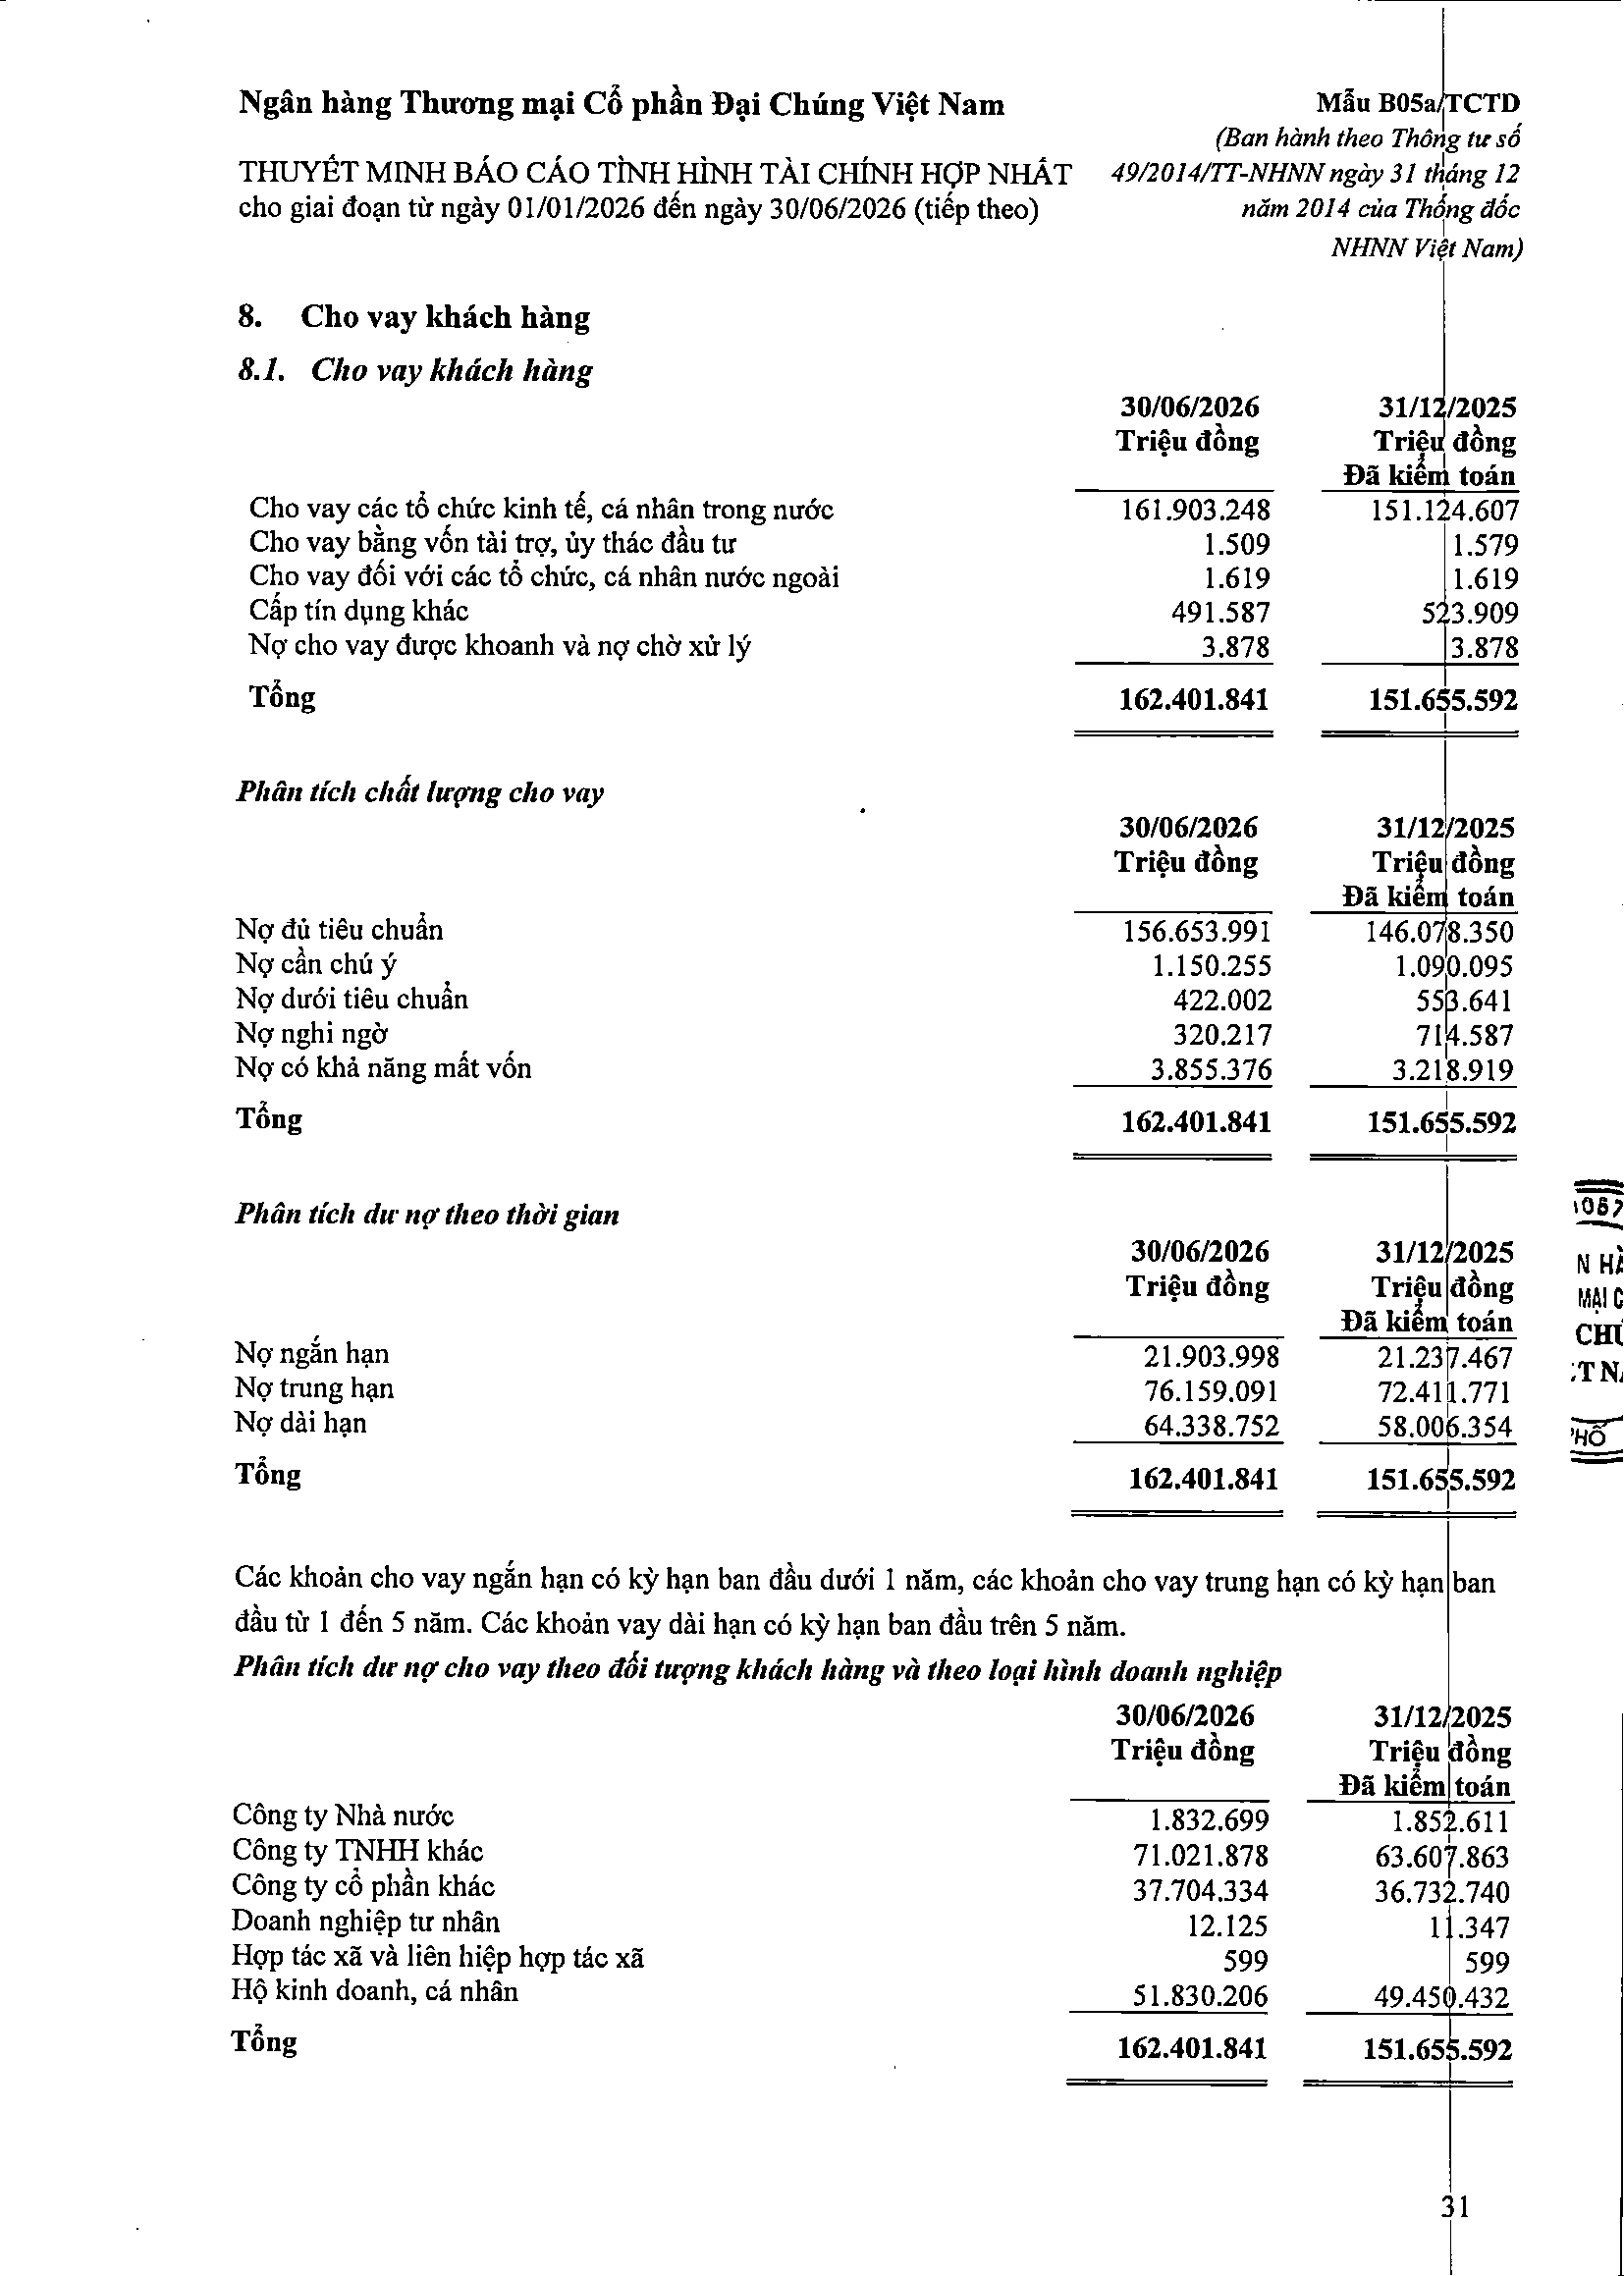 Ngân hàng Thương mại Cổ phần Đại Chúng Việt Nam
Mẫu B05a/TCTD
(Ban hành theo Thông tư số
THUYẾT MINH BÁO CÁO TÌNH HÌNH TÀI CHÍNH HỢP NHẤT
49/2014/TT-NHNN ngày 31 tháng 12
cho giai đoạn từ ngày 01/01/2026 đến ngày 30/06/2026 (tiếp theo)
năm 2014 của Thống đốc
NHNN Việt Nam)
8. Cho vay khách hàng
8.1. Cho vay khách hàng
30/06/2026 31/12/2025
Triệu đồng Triệu đồng
Đã kiểm toán
Cho vay các tổ chức kinh tế, cá nhân trong nước 161.903.248 151.124.607
Cho vay bằng vốn tài trợ, ủy thác đầu tư 1.509 1.579
Cho vay đối với các tổ chức, cá nhân nước ngoài 1.619 1.619
Cấp tín dụng khác 491.587 523.909
Nợ cho vay được khoanh và nợ chờ xử lý 3.878 3.878
Tổng 162.401.841 151.655.592
Phân tích chất lượng cho vay
30/06/2026 31/12/2025
Triệu đồng Triệu đồng
Đã kiểm toán
Nợ đủ tiêu chuẩn 156.653.991 146.078.350
Nợ cần chú ý 1.150.255 1.090.095
Nợ dưới tiêu chuẩn 422.002 553.641
Nợ nghi ngờ 320.217 714.587
Nợ có khả năng mất vốn 3.855.376 3.218.919
Tổng 162.401.841 151.655.592
Phân tích dư nợ theo thời gian
30/06/2026 31/12/2025
Triệu đồng Triệu đồng
Đã kiểm toán
Nợ ngắn hạn 21.903.998 21.237.467
Nợ trung hạn 76.159.091 72.411.771
Nợ dài hạn 64.338.752 58.006.354
Tổng 162.401.841 151.655.592
N HÀ
MẠI C
CHÚ
PHỐ
Các khoản cho vay ngắn hạn có kỳ hạn ban đầu dưới 1 năm, các khoản cho vay trung hạn có kỳ hạn ban
đầu từ 1 đến 5 năm. Các khoản vay dài hạn có kỳ hạn ban đầu trên 5 năm.
Phân tích dư nợ cho vay theo đối tượng khách hàng và theo loại hình doanh nghiệp
30/06/2026 31/12/2025
Triệu đồng Triệu đồng
Đã kiểm toán
Công ty Nhà nước 1.832.699 1.852.611
Công ty TNHH khác 71.021.878 63.607.863
Công ty cổ phần khác 37.704.334 36.732.740
Doanh nghiệp tư nhân 12.125 11.347
Hợp tác xã và liên hiệp hợp tác xã 599 599
Hộ kinh doanh, cá nhân 51.830.206 49.450.432
Tổng 162.401.841 151.655.592
31